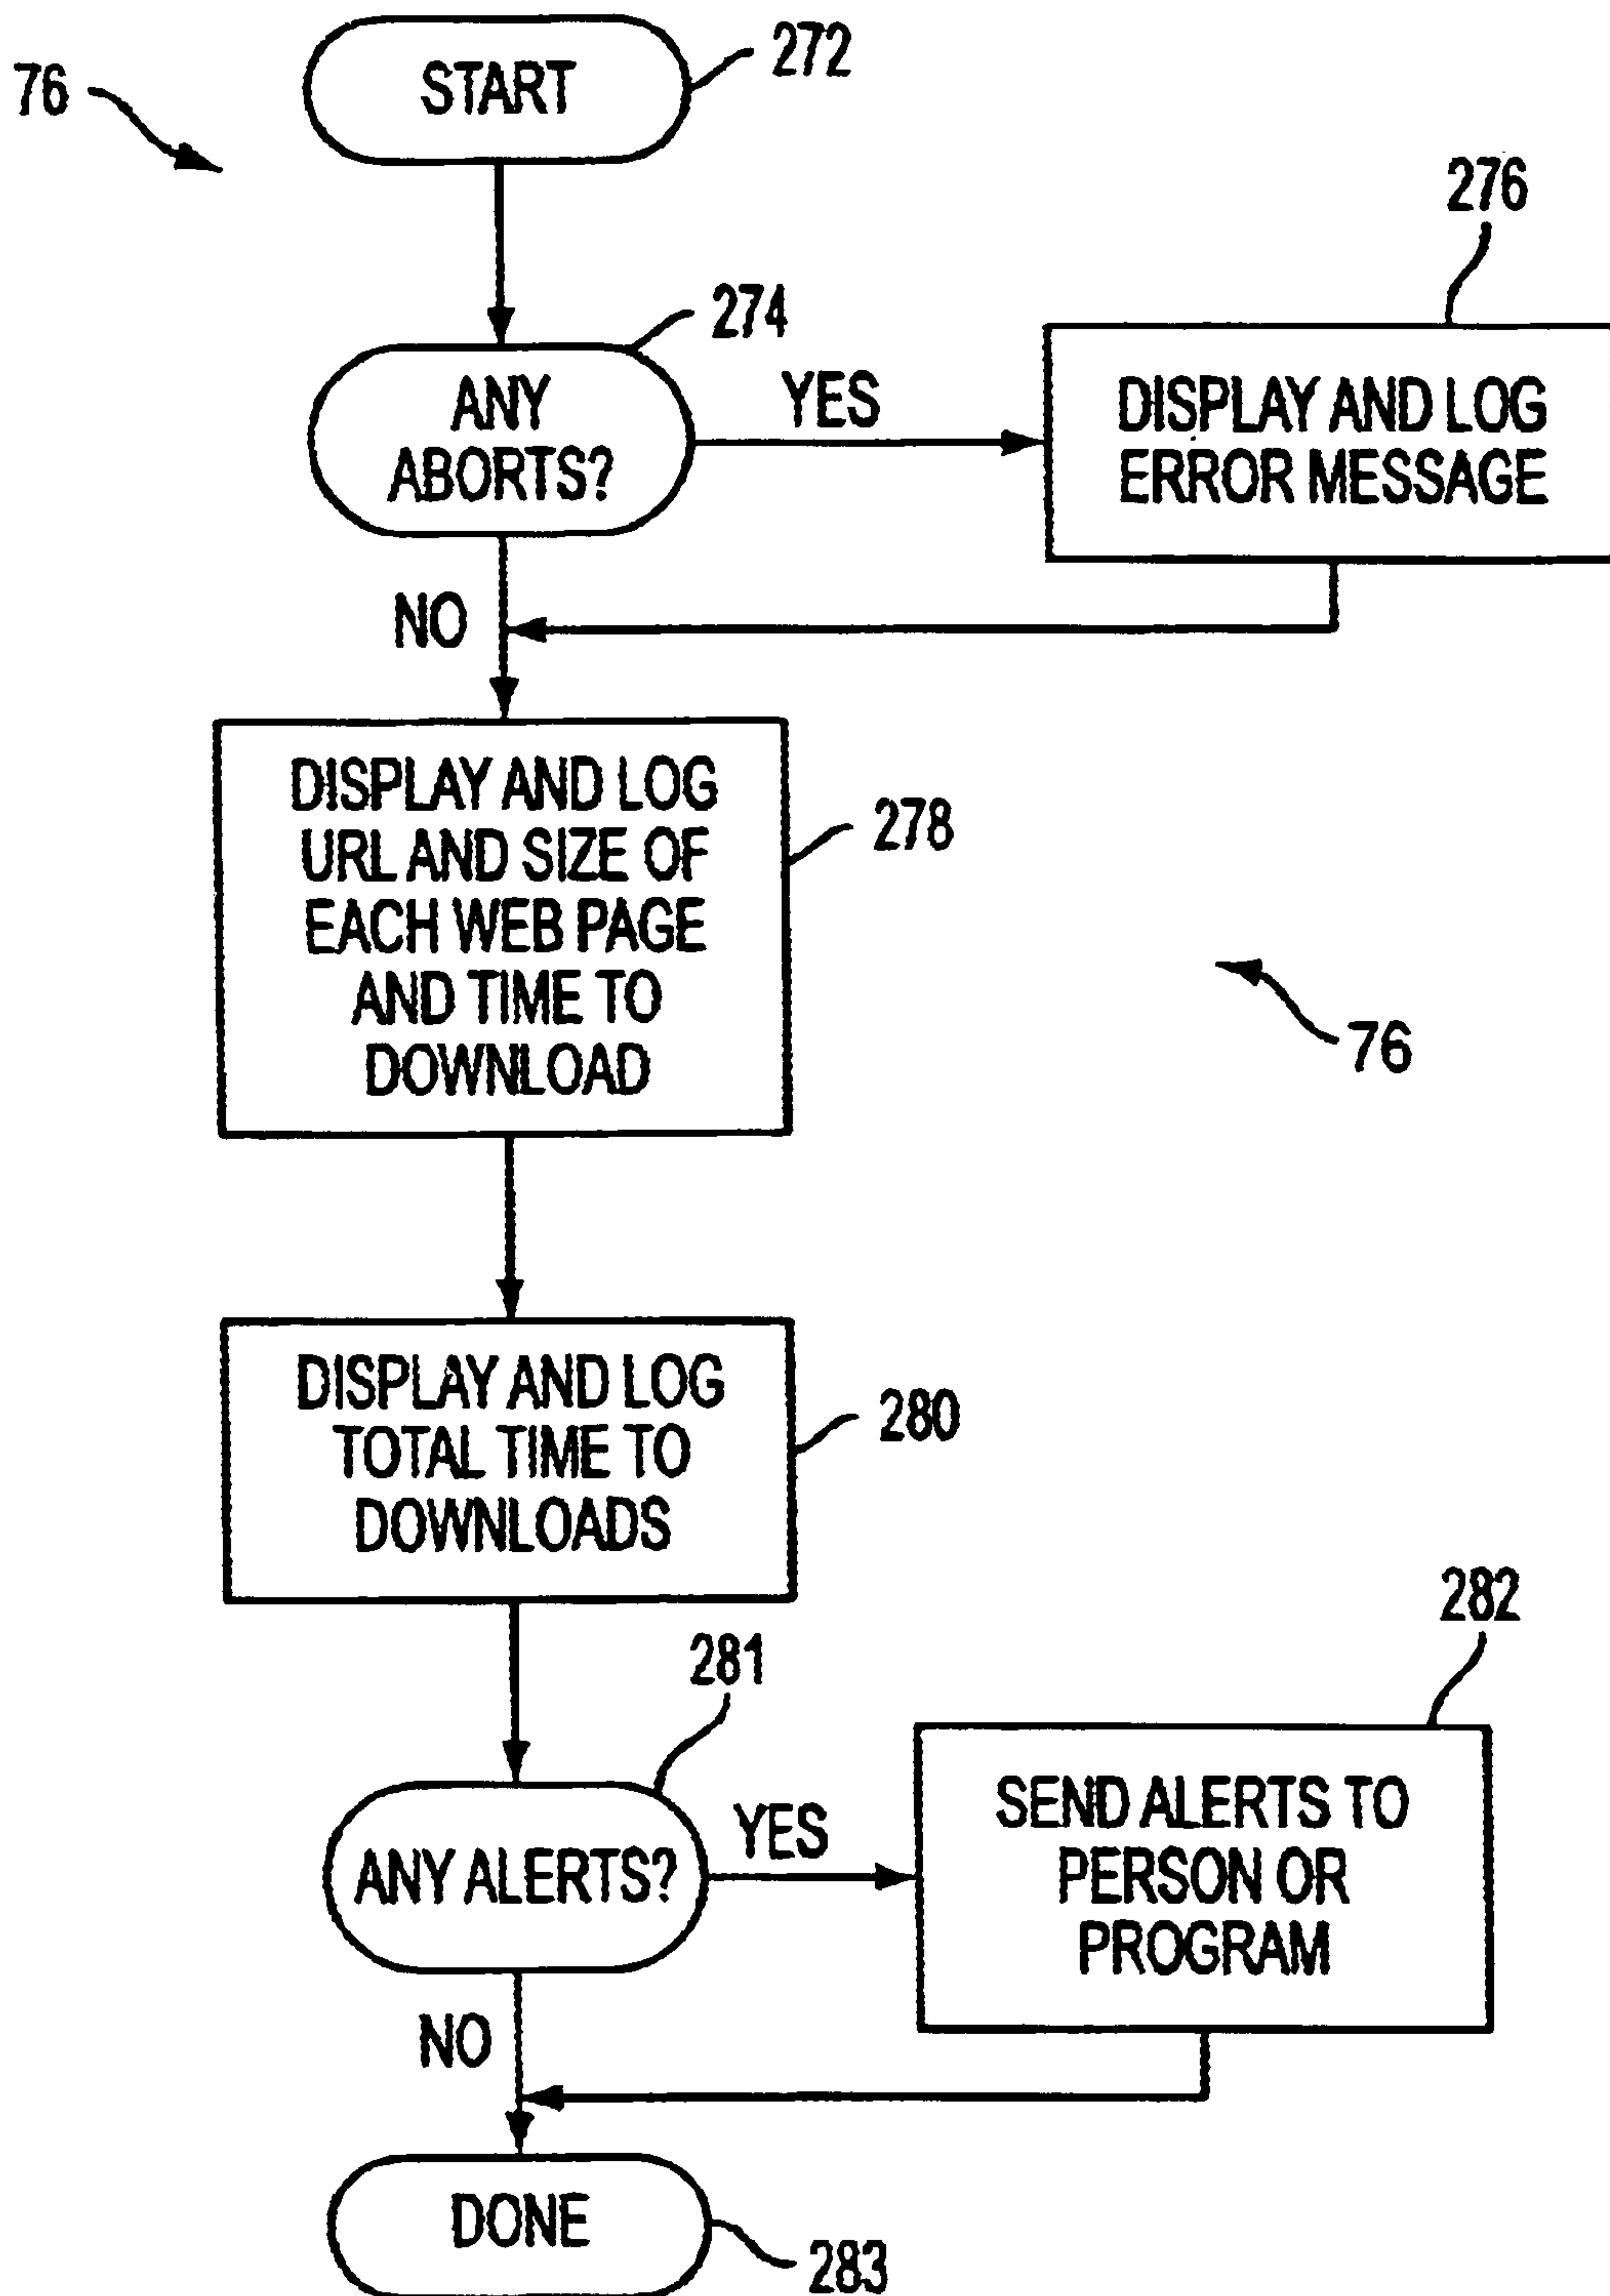 76
START
272
276
274
ANY
ABORTS?
YES
DISPLAY AND LOG
ERROR MESSAGE
NO
DISPLAY AND LOG
URL AND SIZE OF
EACH WEB PAGE
AND TIME TO
DOWNLOAD
278
76
DISPLAY AND LOG
TOTAL TIME TO
DOWNLOADS
280
281
282
ANY ALERTS?
YES
SEND ALERTS TO
PERSON OR
PROGRAM
NO
DONE
283